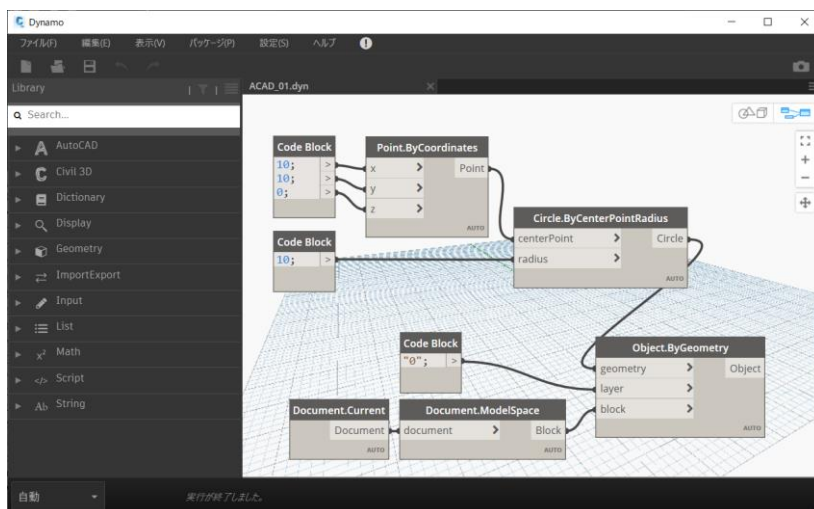 Dynamo
ファイル(F) 編集(E) 表示(V) パッケージ(P) 設定(S) ヘルプ
Library
ACAD_01.dyn
Search...
AutoCAD
Civil 3D
Dictionary
Display
Geometry
ImportExport
Input
List
Math
Script
String
Code Block
10; >
10; >
0; >
Point.ByCoordinates
x > Point
y >
z >
AUTO
Code Block
10; >
Circle.ByCenterPointRadius
centerPoint > Circle
radius >
AUTO
Code Block
"0"; >
Object.ByGeometry
geometry > Object
layer >
block >
AUTO
Document.Current
Document
AUTO
Document.ModelSpace
document > Block
AUTO
自動
実行が終了しました。